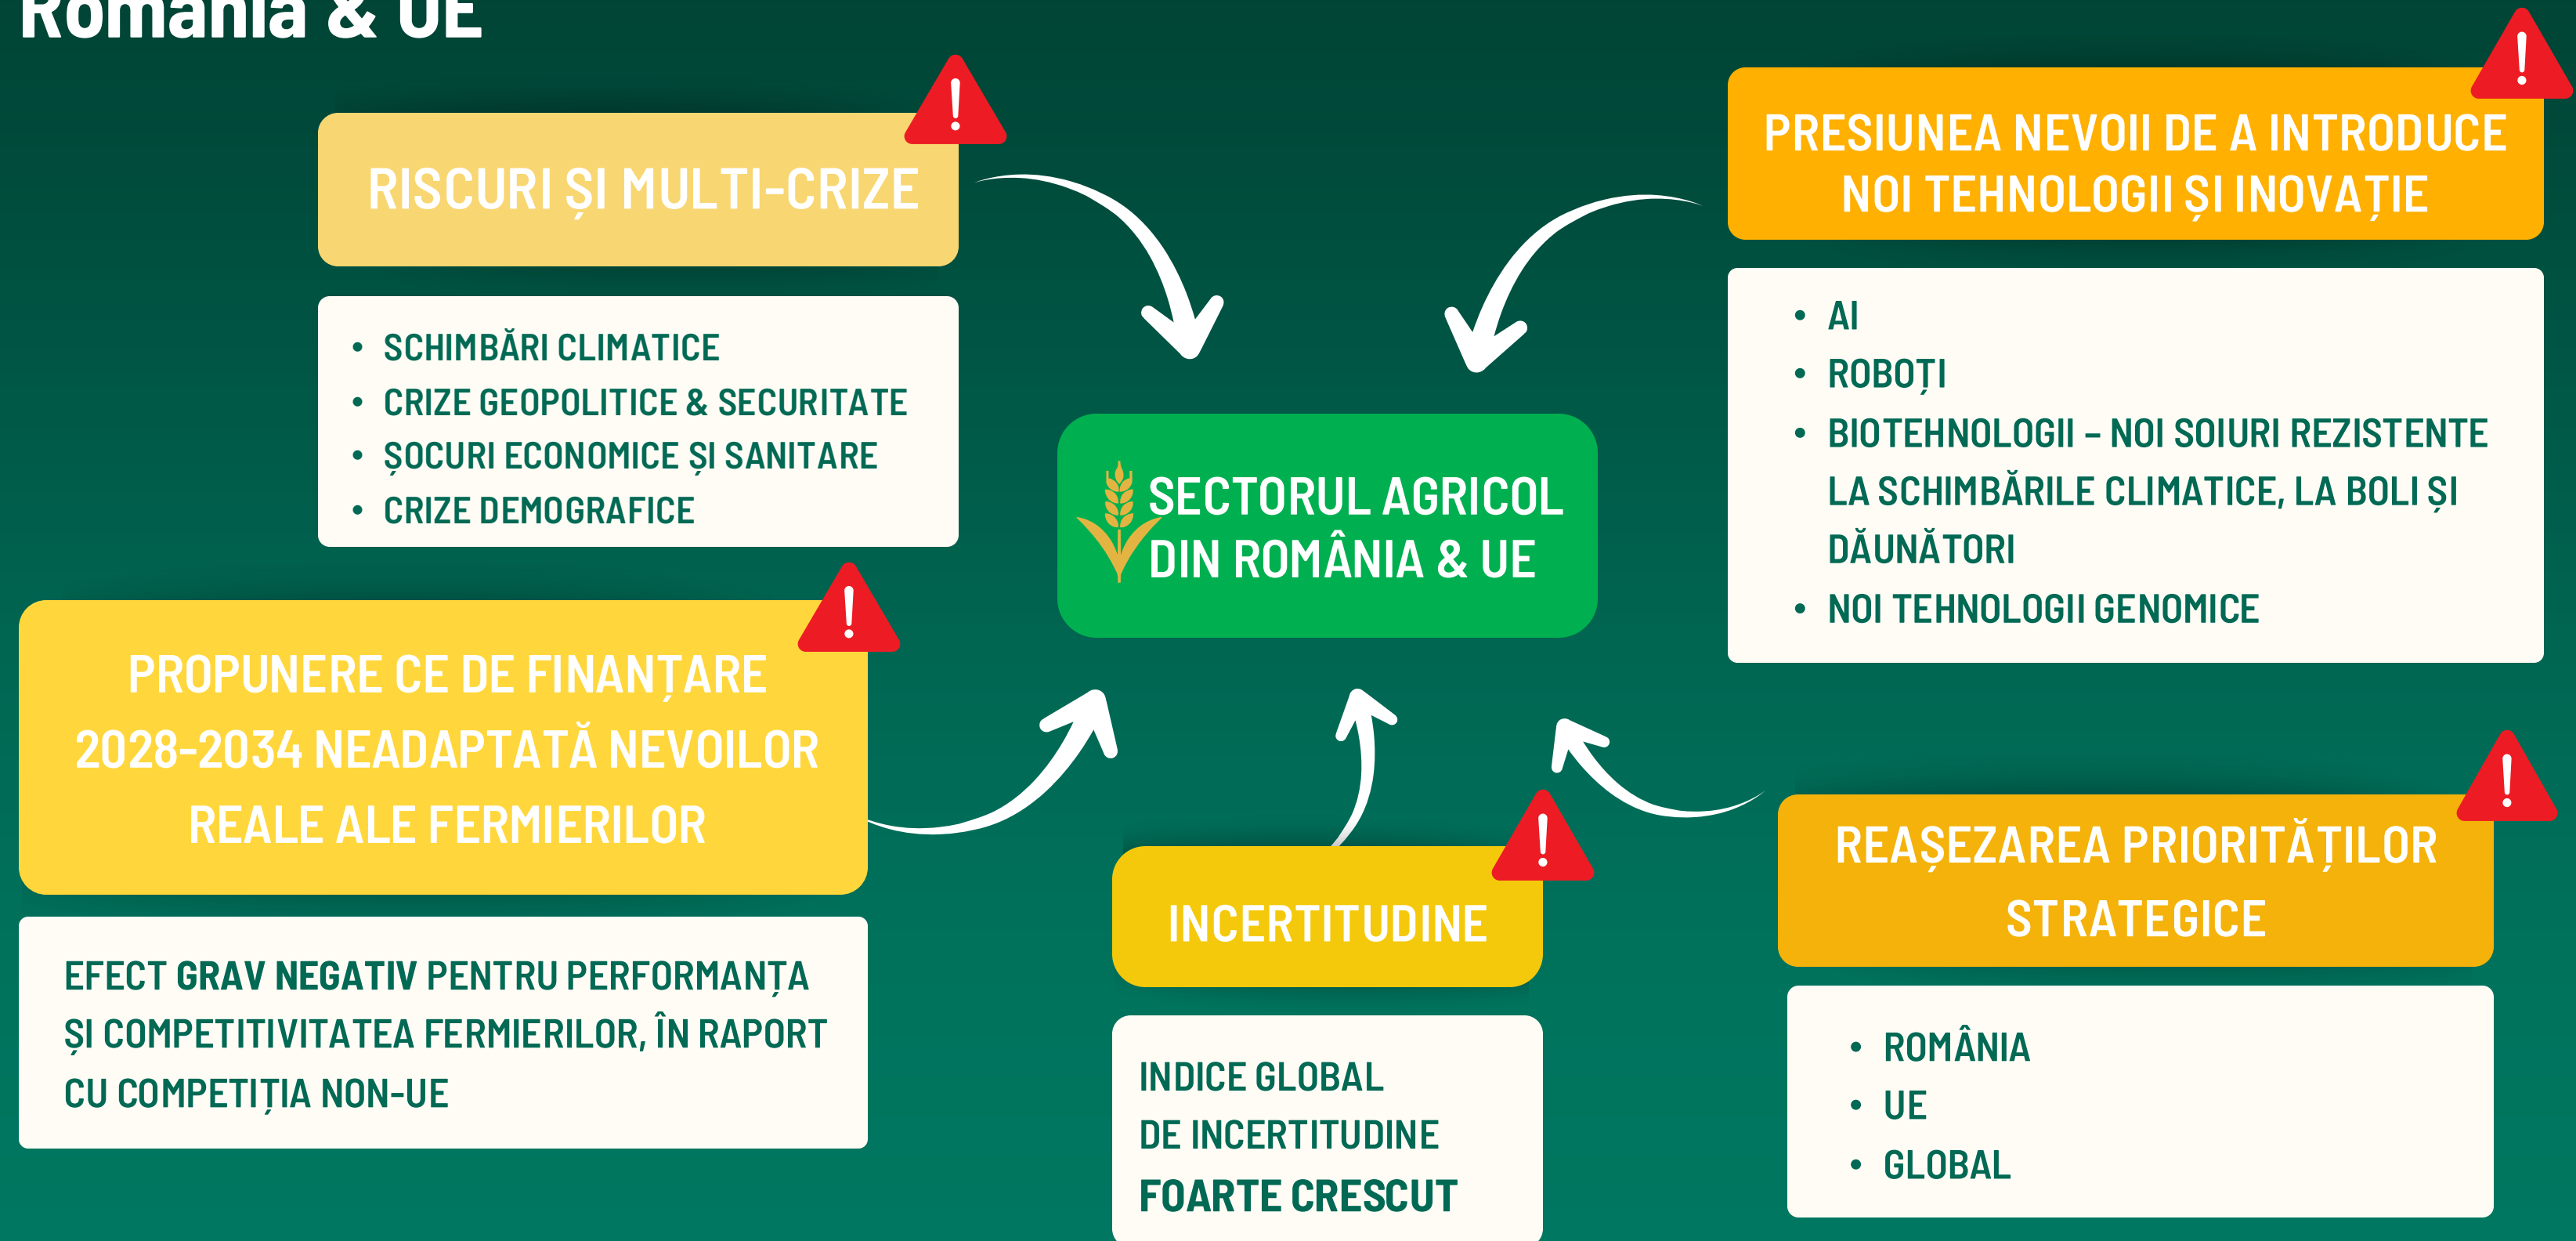 România & UE
RISCURI ȘI MULTI-CRIZE
SCHIMBĂRI CLIMATICE
CRIZE GEOPOLITICE & SECURITATE
ȘOCURI ECONOMICE ȘI SANITARE
CRIZE DEMOGRAFICE
PRESIUNEA NEVOII DE A INTRODUCE
NOI TEHNOLOGII ȘI INOVAȚIE
AI
ROBOȚI
BIOTEHNOLOGII – NOI SOIURI REZISTENTE
LA SCHIMBĂRILE CLIMATICE, LA BOLI ȘI
DĂUNĂTORI
NOI TEHNOLOGII GENOMICE
SECTORUL AGRICOL
DIN ROMÂNIA & UE
PROPUNERE CE DE FINANȚARE
2028-2034 NEADAPTATĂ NEVOILOR
REALE ALE FERMIERILOR
EFECT GRAV NEGATIV PENTRU PERFORMANȚA
ȘI COMPETITIVITATEA FERMIERILOR, ÎN RAPORT
CU COMPETIȚIA NON-UE
INCERTITUDINE
INDICE GLOBAL
DE INCERTITUDINE
FOARTE CRESCUT
REAȘEZAREA PRIORITĂȚILOR
STRATEGICE
ROMÂNIA
UE
GLOBAL